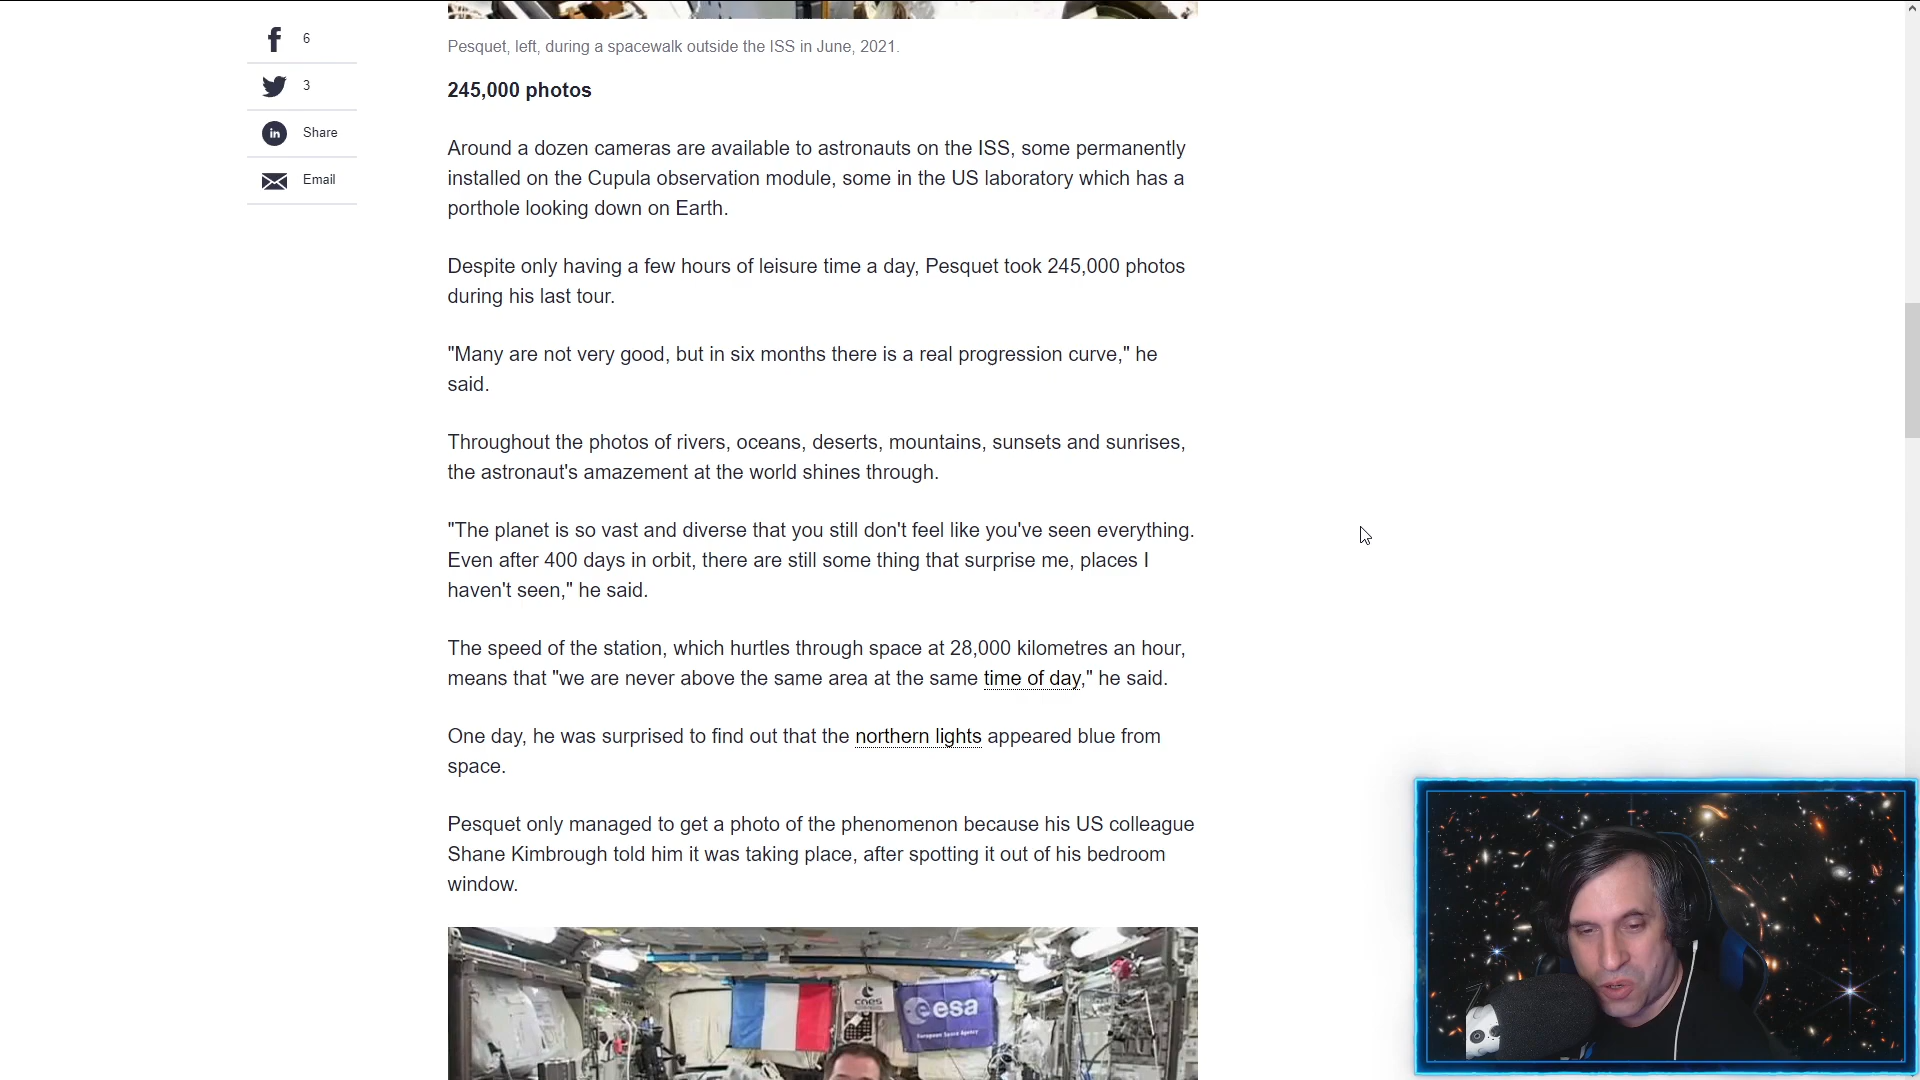 6
3
Share
Email
Pesquet, left, during a spacewalk outside the ISS in June, 2021.
245,000 photos
Around a dozen cameras are available to astronauts on the ISS, some permanently
installed on the Cupula observation module, some in the US laboratory which has a
porthole looking down on Earth.
Despite only having a few hours of leisure time a day, Pesquet took 245,000 photos
during his last tour.
"Many are not very good, but in six months there is a real progression curve," he
said.
Throughout the photos of rivers, oceans, deserts, mountains, sunsets and sunrises,
the astronaut's amazement at the world shines through.
"The planet is so vast and diverse that you still don't feel like you've seen everything.
Even after 400 days in orbit, there are still some thing that surprise me, places I
haven't seen," he said.
The speed of the station, which hurtles through space at 28,000 kilometres an hour,
means that "we are never above the same area at the same time of day," he said.
One day, he was surprised to find out that the northern lights appeared blue from
space.
Pesquet only managed to get a photo of the phenomenon because his US colleague
Shane Kimbrough told him it was taking place, after spotting it out of his bedroom
window.
cnes
esa
European Space Agency